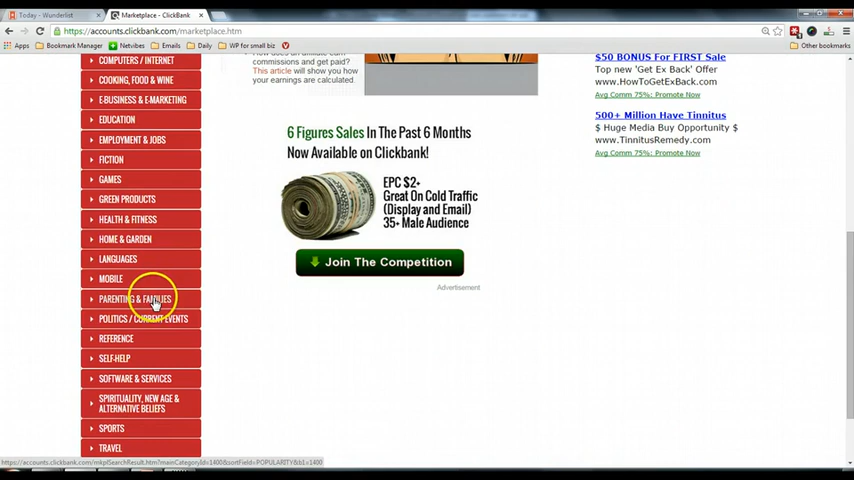 Today - Wunderlist
Marketplace - ClickBank
https://accounts.clickbank.com/marketplace.htm
Apps
Bookmark Manager
Netvibes
Emails
Daily
WP for small biz
Other bookmarks
COMPUTERS / INTERNET
COOKING, FOOD & WINE
E-BUSINESS & E-MARKETING
EDUCATION
EMPLOYMENT & JOBS
FICTION
GAMES
GREEN PRODUCTS
HEALTH & FITNESS
HOME & GARDEN
LANGUAGES
MOBILE
PARENTING & FAMILIES
POLITICS / CURRENT EVENTS
REFERENCE
SELF-HELP
SOFTWARE & SERVICES
SPIRITUALITY, NEW AGE &
ALTERNATIVE BELIEFS
SPORTS
TRAVEL
commissions and get paid?
This article will show you how
your earnings are calculated.
6 Figures Sales In The Past 6 Months
Now Available on Clickbank!
EPC $2+
Great On Cold Traffic
(Display and Email)
35+ Male Audience
Join The Competition
Advertisement
$50 BONUS For FIRST Sale
Top new 'Get Ex Back' Offer
www.HowToGetExBack.com
Avg Comm 75%: Promote Now
500+ Million Have Tinnitus
$ Huge Media Buy Opportunity $
www.TinnitusRemedy.com
Avg Comm 75%: Promote Now
https://accounts.clickbank.com/mkplSearchResult.htm?mainCategoryId=1400&sortField=POPULARITY&b1=1400